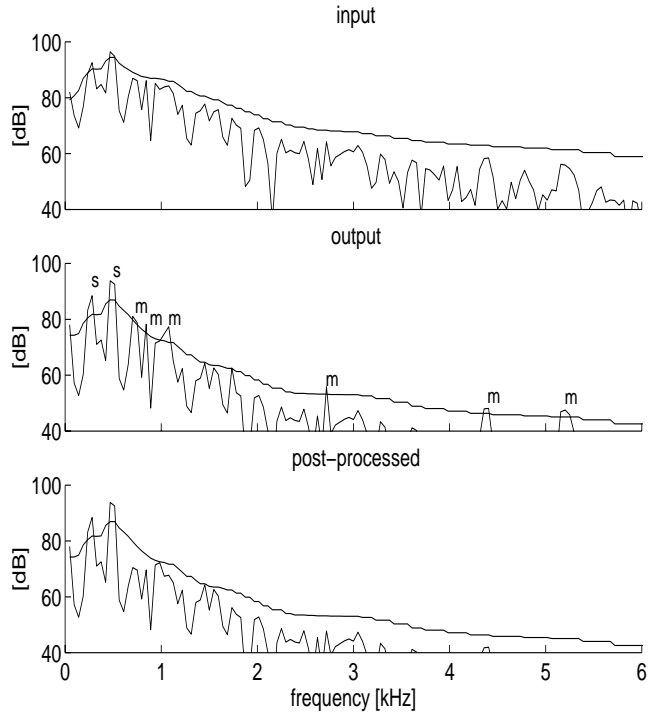 input
100
80
60
40
[dB]
output
100
80
60
40
[dB]
s
s
m
m
m
m
m
m
post-processed
100
80
60
40
[dB]
0 1 2 3 4 5 6
frequency [kHz]